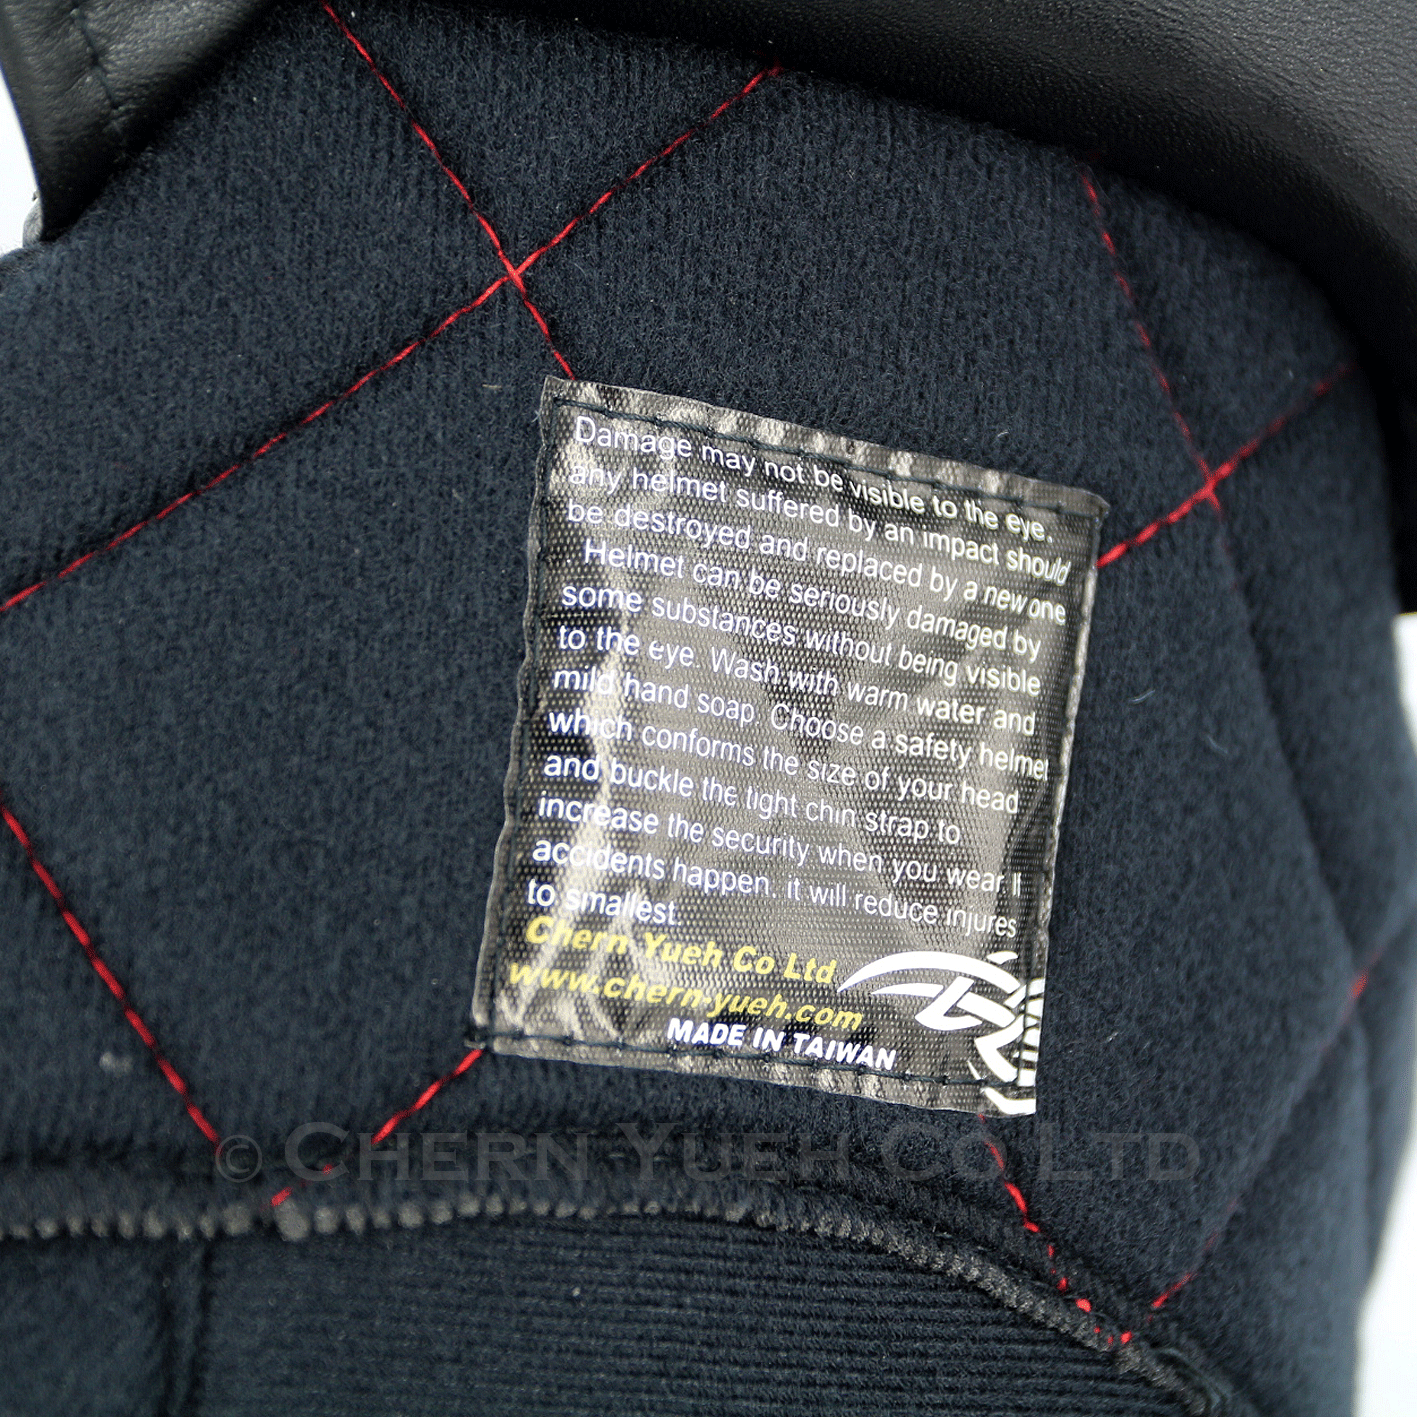 Damage may not be visible to the eye.
any helmet suffered by an impact should
be destroyed and replaced by a new one
Helmet can be seriously damaged by
some substances without being visible
to the eye. Wash with warm water and
mild hand soap. Choose a safety helmet
which conforms the size of your head
and buckle the tight chin strap to
increase the security when you wear
accidents happen. it will reduce injures
to smallest.
Chern Yueh Co Ltd
www.chern-yueh.com
MADE IN TAIWAN
© CHERN YUEH CO LTD